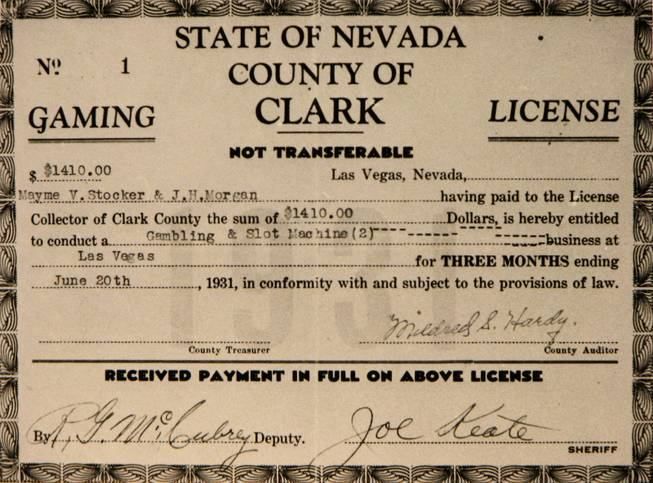 STATE OF NEVADA
Nº 1
COUNTY OF
GAMING CLARK LICENSE
NOT TRANSFERABLE
$ $1410.00 Las Vegas, Nevada,
Mayme V.Stocker & J.H.Morgan having paid to the License
Collector of Clark County the sum of $1410.00 Dollars, is hereby entitled
to conduct a Gambling & Slot Machine(2) business at
Las Vegas for THREE MONTHS ending
June 20th , 1931, in conformity with and subject to the provisions of law.
1931
Mildred S. Hardy.
County Treasurer County Auditor
RECEIVED PAYMENT IN FULL ON ABOVE LICENSE
By R. G. McCubrey Deputy. Joe Keate
SHERIFF